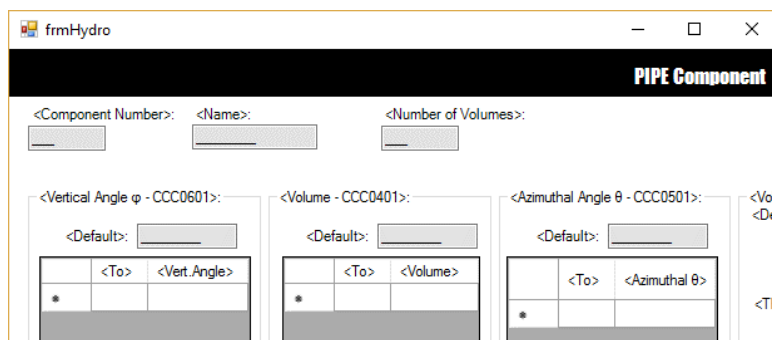 frmHydro
PIPE Component
<Component Number>: <Name>: <Number of Volumes>:
<Vertical Angle φ - CCC0601>: <Volume - CCC0401>: <Azimuthal Angle θ - CCC0501>:
<Default>: <Default>: <Default>:
<To> <Vert.Angle> <To> <Volume> <To> <Azimuthal θ>